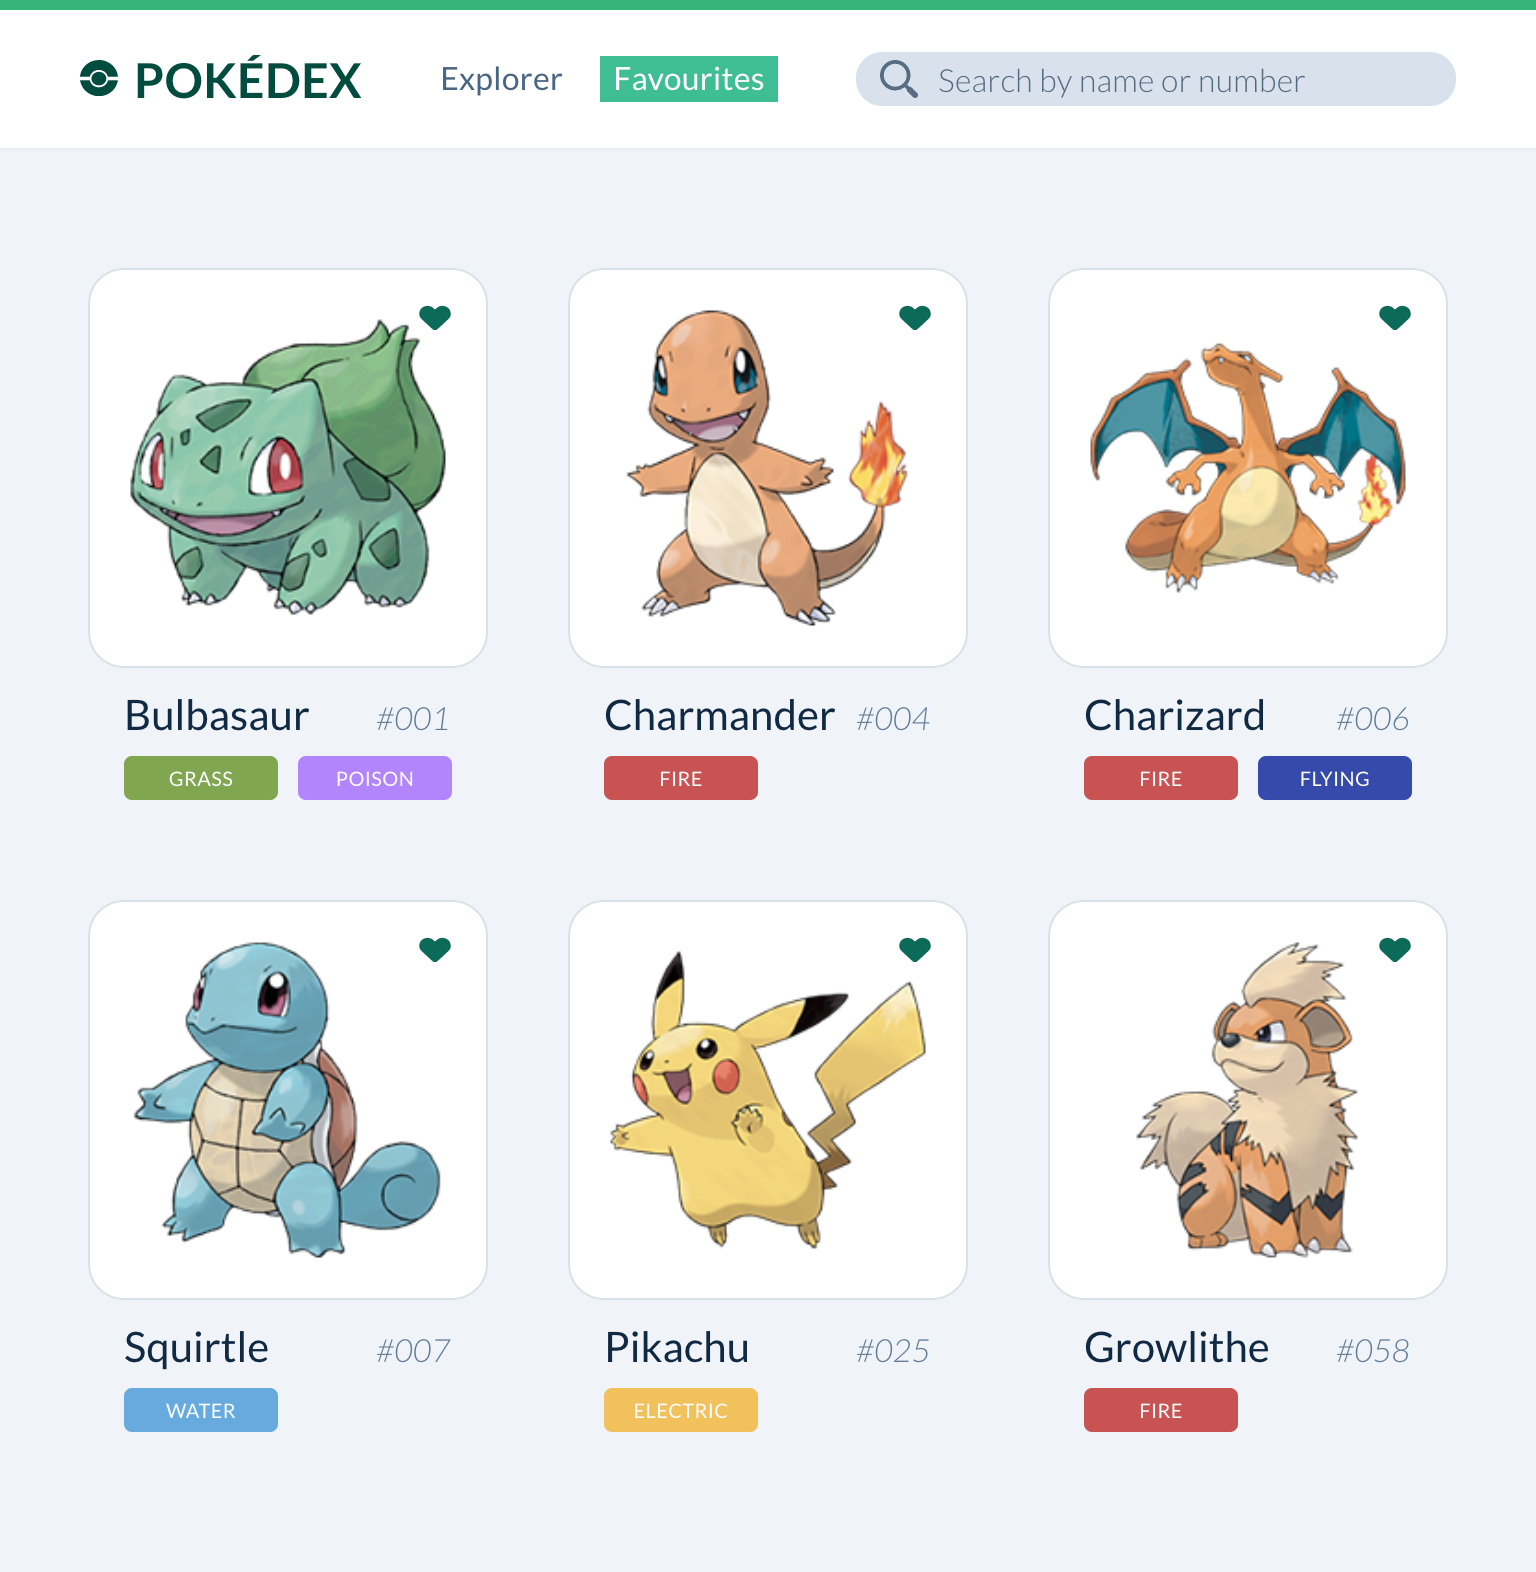 POKÉDEX
Explorer
Favourites
Search by name or number
Bulbasaur #001
GRASS POISON
Charmander #004
FIRE
Charizard #006
FIRE FLYING
Squirtle #007
WATER
Pikachu #025
ELECTRIC
Growlithe #058
FIRE